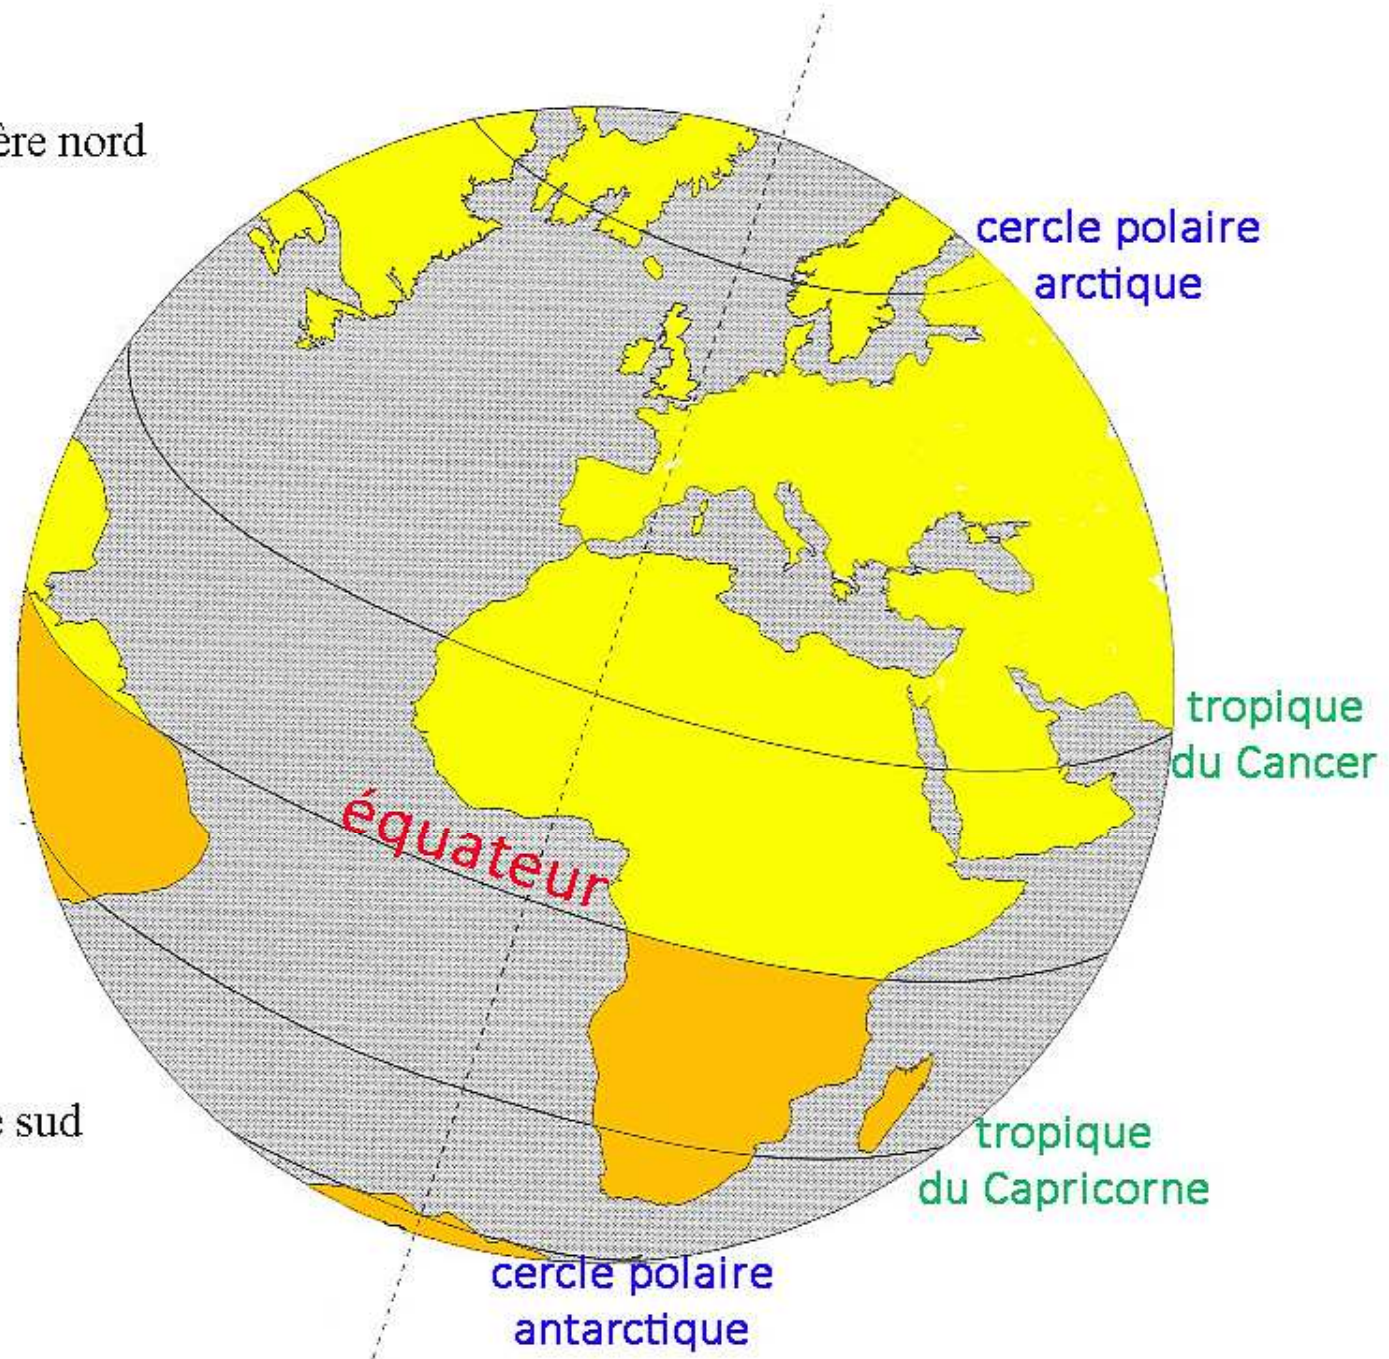 ère nord
cercle polaire
arctique
tropique
du Cancer
équateur
sud
tropique
du Capricorne
cercle polaire
antarctique